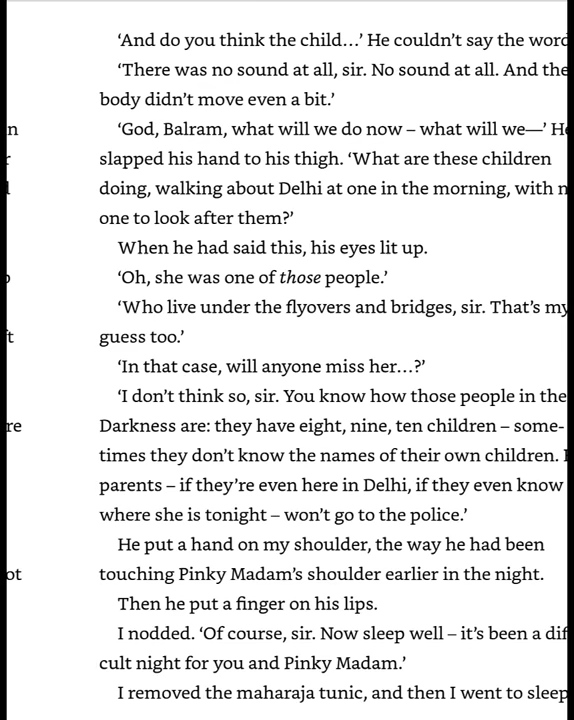 ‘And do you think the child…’ He couldn’t say the word
‘There was no sound at all, sir. No sound at all. And the
body didn’t move even a bit.’
n ‘God, Balram, what will we do now – what will we—’ He
slapped his hand to his thigh. ‘What are these children
doing, walking about Delhi at one in the morning, with n
one to look after them?’
When he had said this, his eyes lit up.
‘Oh, she was one of those people.’
‘Who live under the flyovers and bridges, sir. That’s my
guess too.’
‘In that case, will anyone miss her…?’
‘I don’t think so, sir. You know how those people in the
re Darkness are: they have eight, nine, ten children – some-
times they don’t know the names of their own children.
parents – if they’re even here in Delhi, if they even know
where she is tonight – won’t go to the police.’
He put a hand on my shoulder, the way he had been
ot touching Pinky Madam’s shoulder earlier in the night.
Then he put a finger on his lips.
I nodded. ‘Of course, sir. Now sleep well – it’s been a dif
cult night for you and Pinky Madam.’
I removed the maharaja tunic, and then I went to sleep